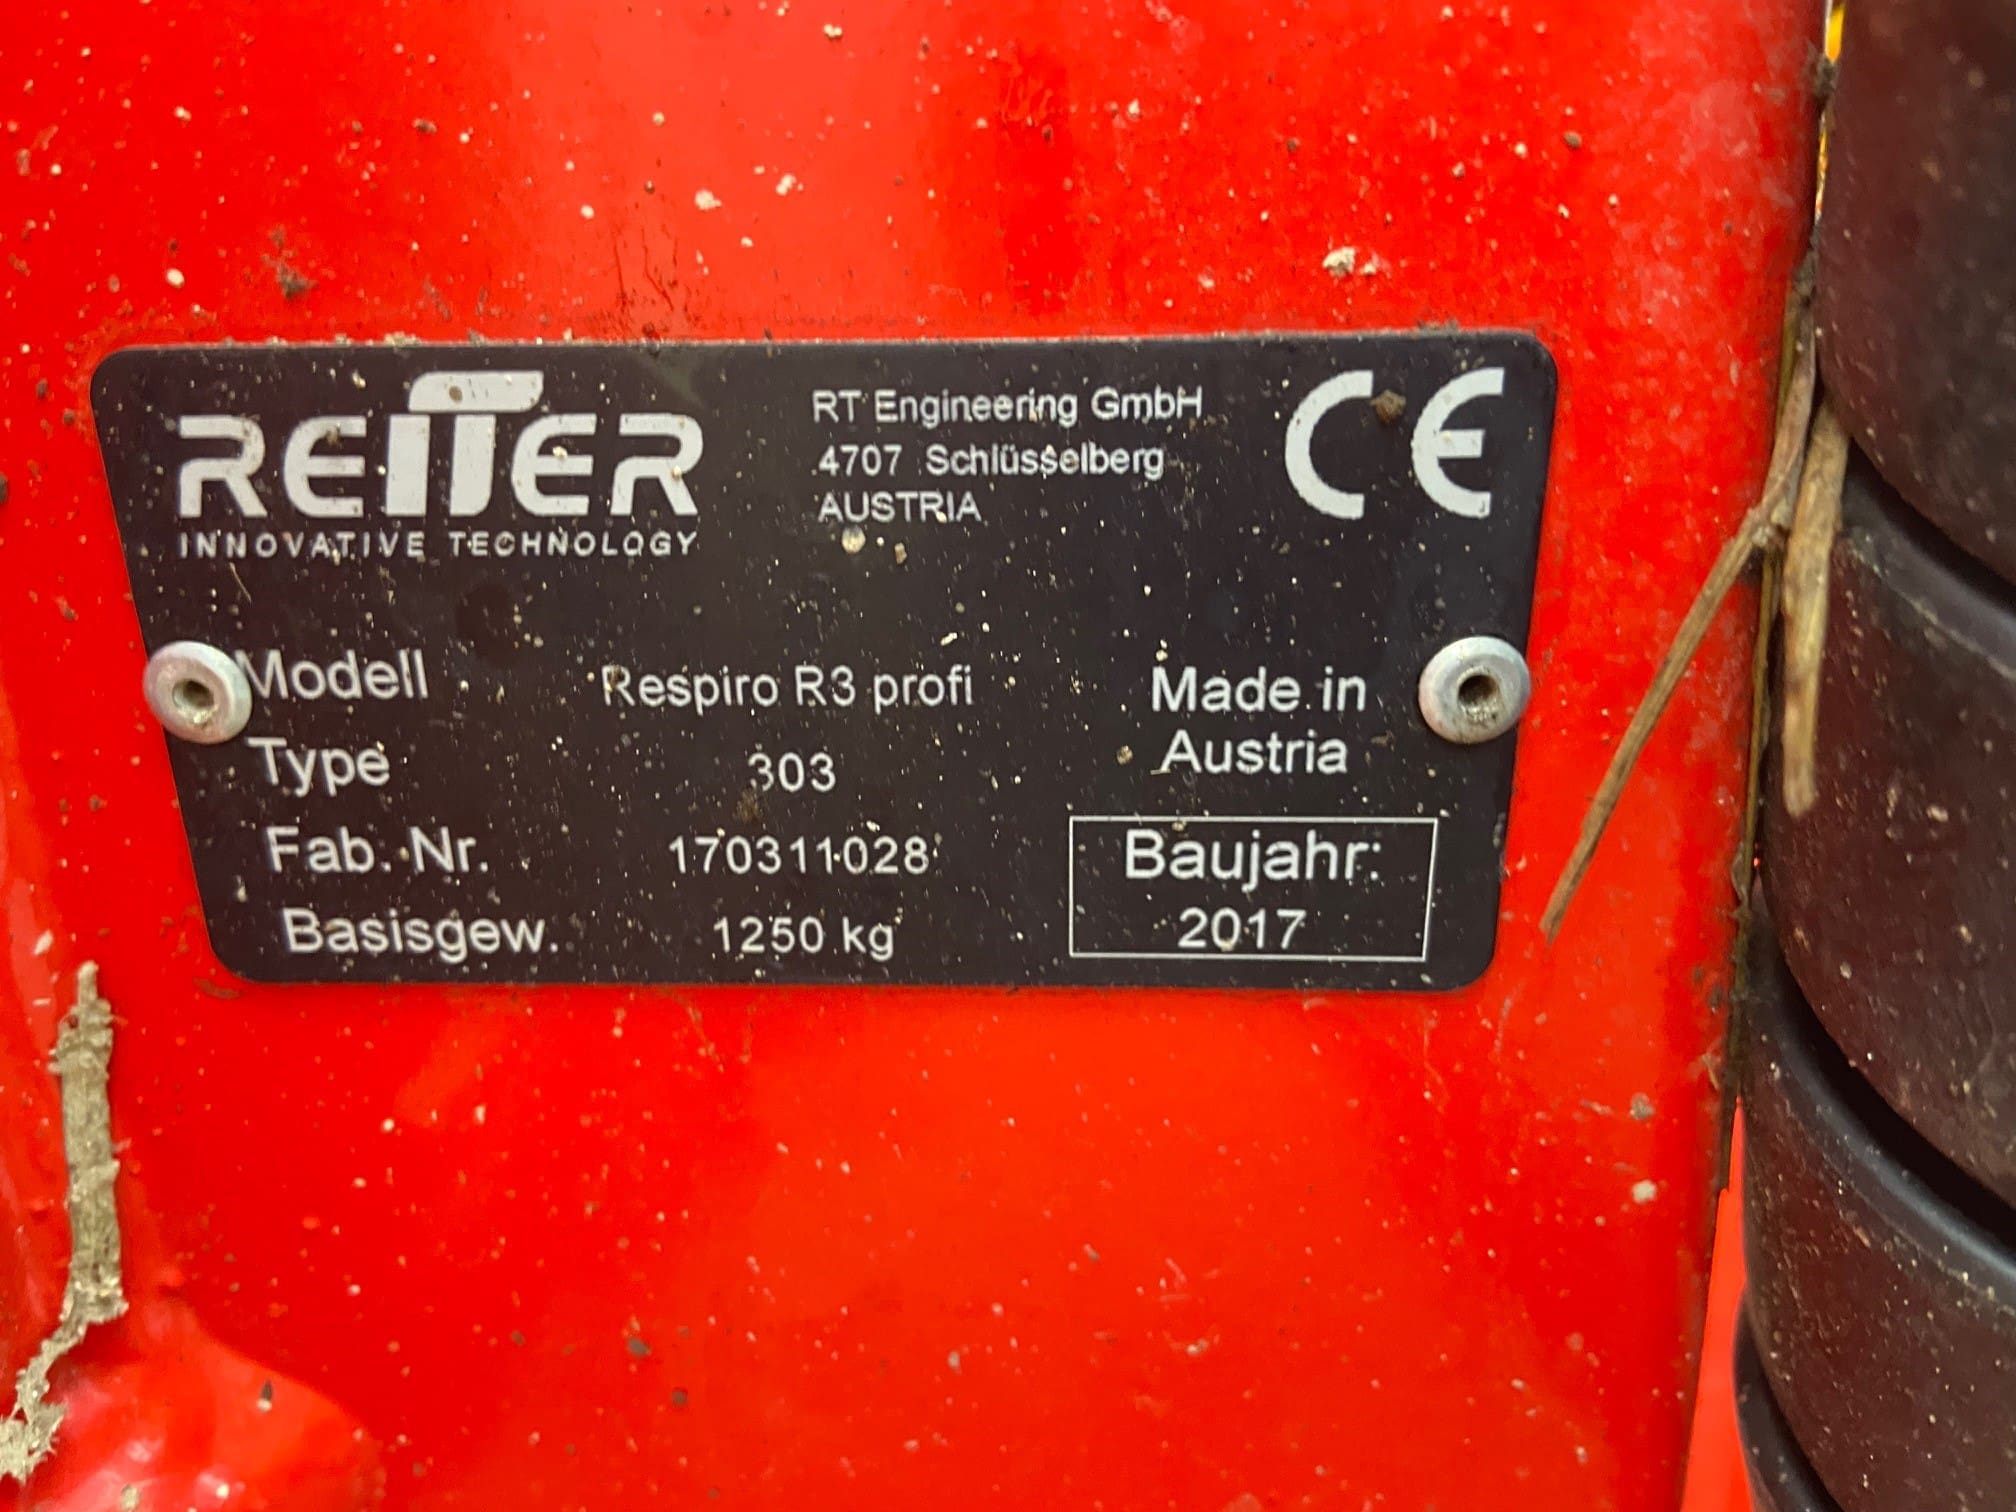 REITER
INNOVATIVE TECHNOLOGY
RT Engineering GmbH
4707 Schlüsselberg
AUSTRIA
CE
Modell Respiro R3 profi
Type 303
Fab. Nr. 170311028
Basisgew. 1250 kg
Made in
Austria
Baujahr:
2017